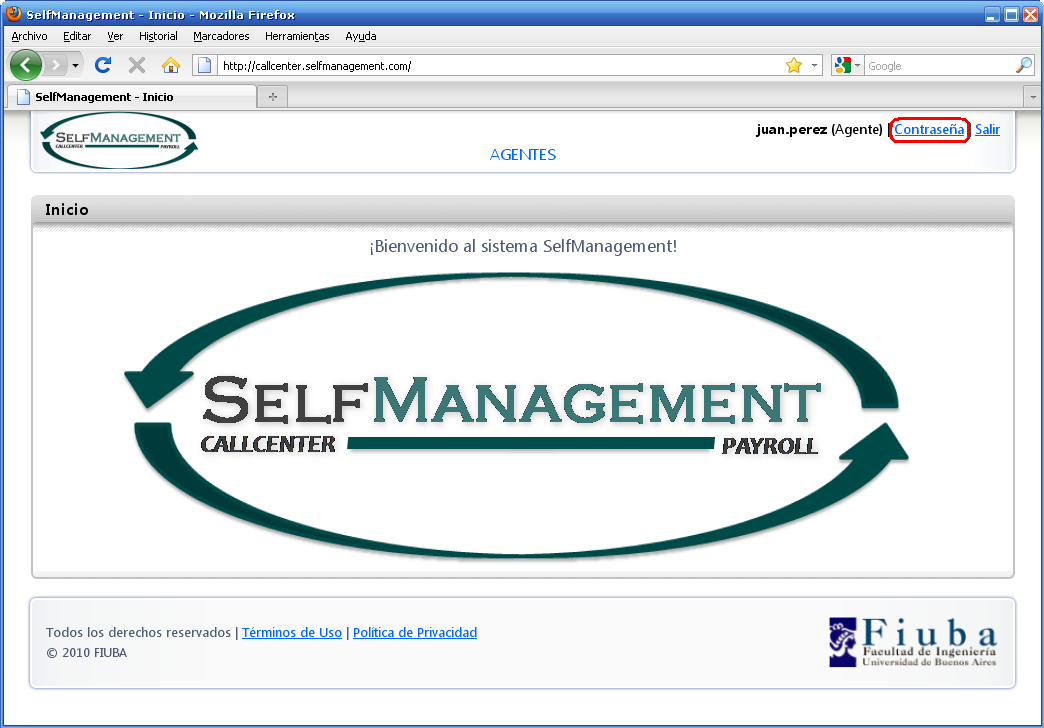 SelfManagement - Inicio - Mozilla Firefox
Archivo Editar Ver Historial Marcadores Herramientas Ayuda
http://callcenter.selfmanagement.com/ Google
SelfManagement - Inicio
SELFMANAGEMENT
CALLCENTER PAYROLL
juan.perez (Agente) | Contraseña | Salir
AGENTES
Inicio
¡Bienvenido al sistema SelfManagement!
SELFMANAGEMENT
CALLCENTER PAYROLL
Todos los derechos reservados | Términos de Uso | Política de Privacidad
© 2010 FIUBA
Fiuba
Facultad de Ingeniería
Universidad de Buenos Aires